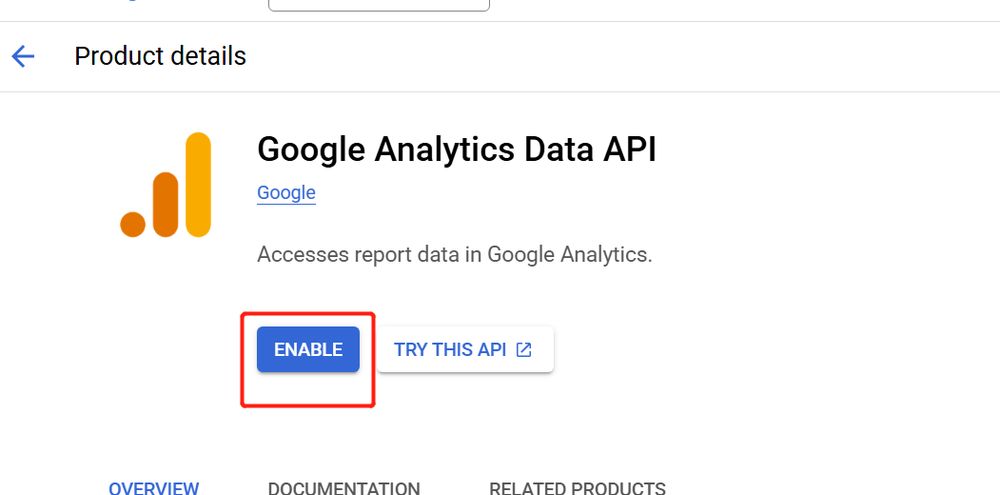 Product details
Google Analytics Data API
Google
Accesses report data in Google Analytics.
ENABLE TRY THIS API
OVERVIEW DOCUMENTATION RELATED PRODUCTS